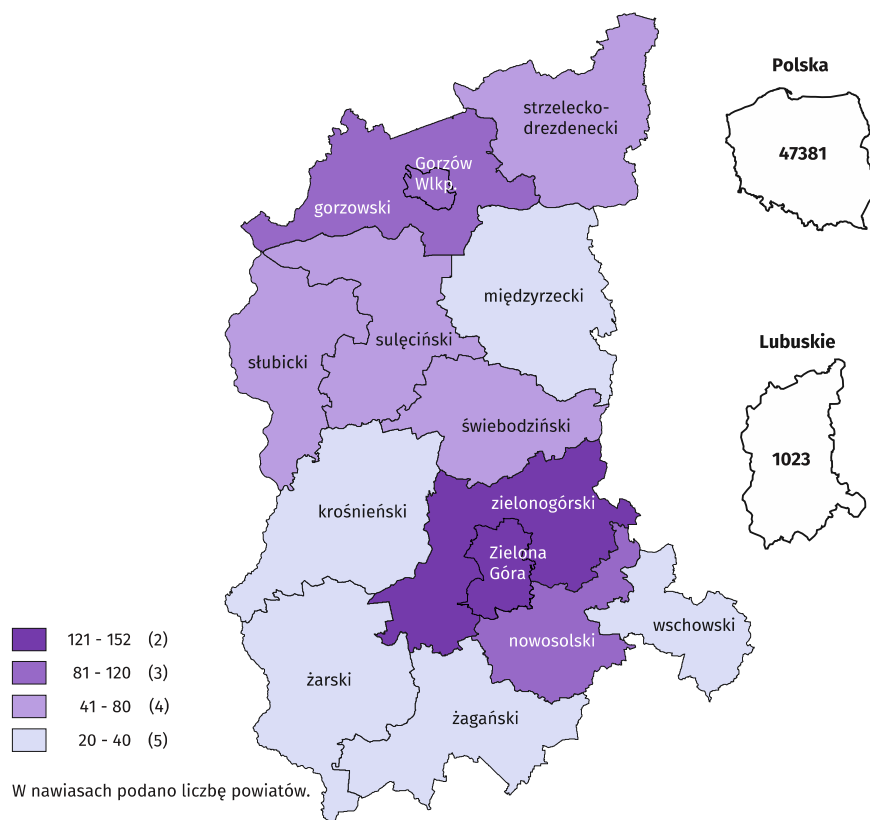 strzelecko-
drezdenecki
Polska
47381
Gorzów
Wlkp.
gorzowski
międzyrzecki
sulęciński
słubicki
Lubuskie
1023
świebodziński
krośnieński
zielonogórski
Zielona
Góra
nowosolski
wschowski
żarski
żagański
121 - 152 (2)
81 - 120 (3)
41 - 80 (4)
20 - 40 (5)
W nawiasach podano liczbę powiatów.